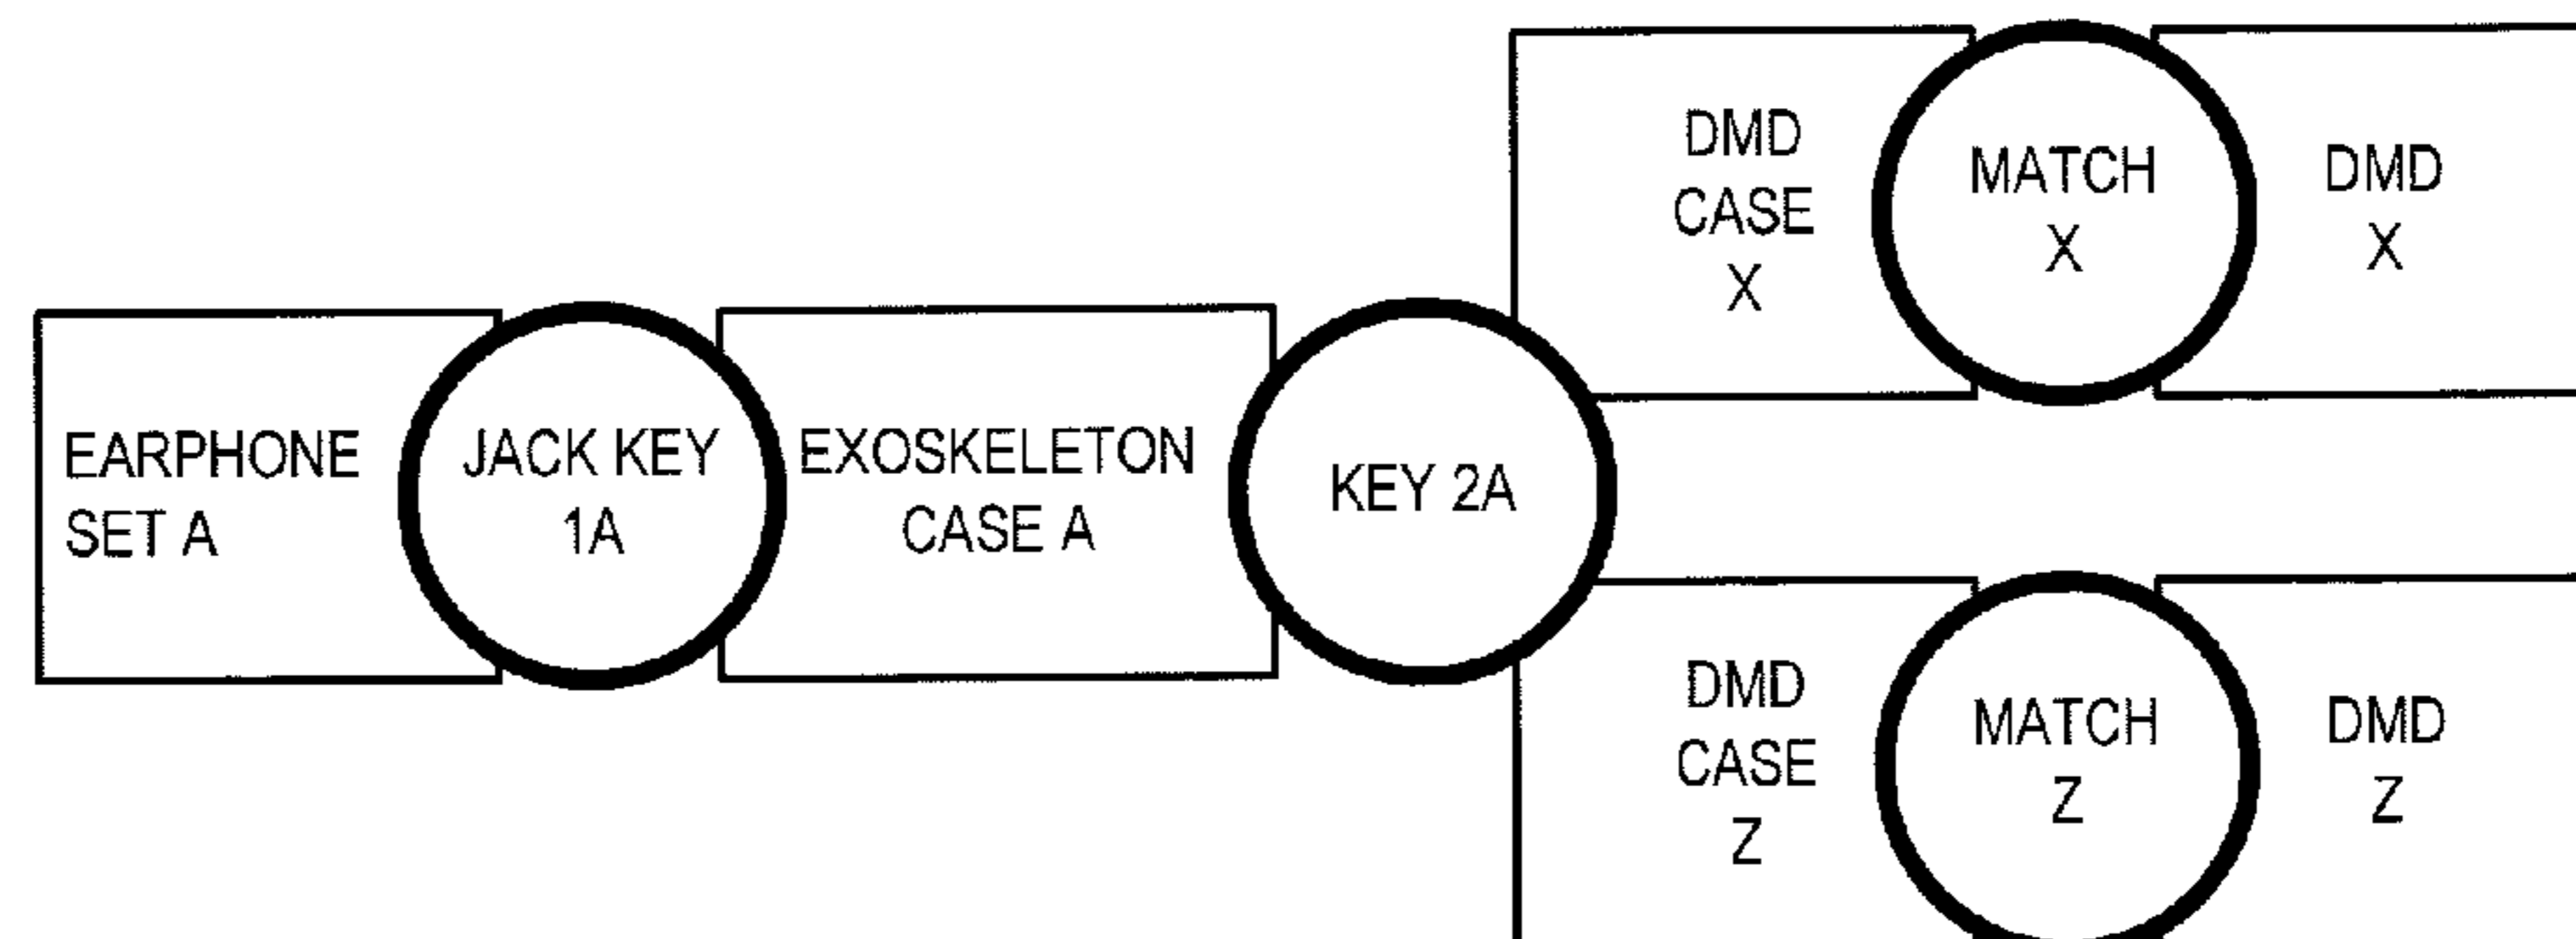 EARPHONE
SET A
JACK KEY
1A
EXOSKELETON
CASE A
KEY 2A
DMD
CASE
X
MATCH
X
DMD
X
DMD
CASE
Z
MATCH
Z
DMD
Z